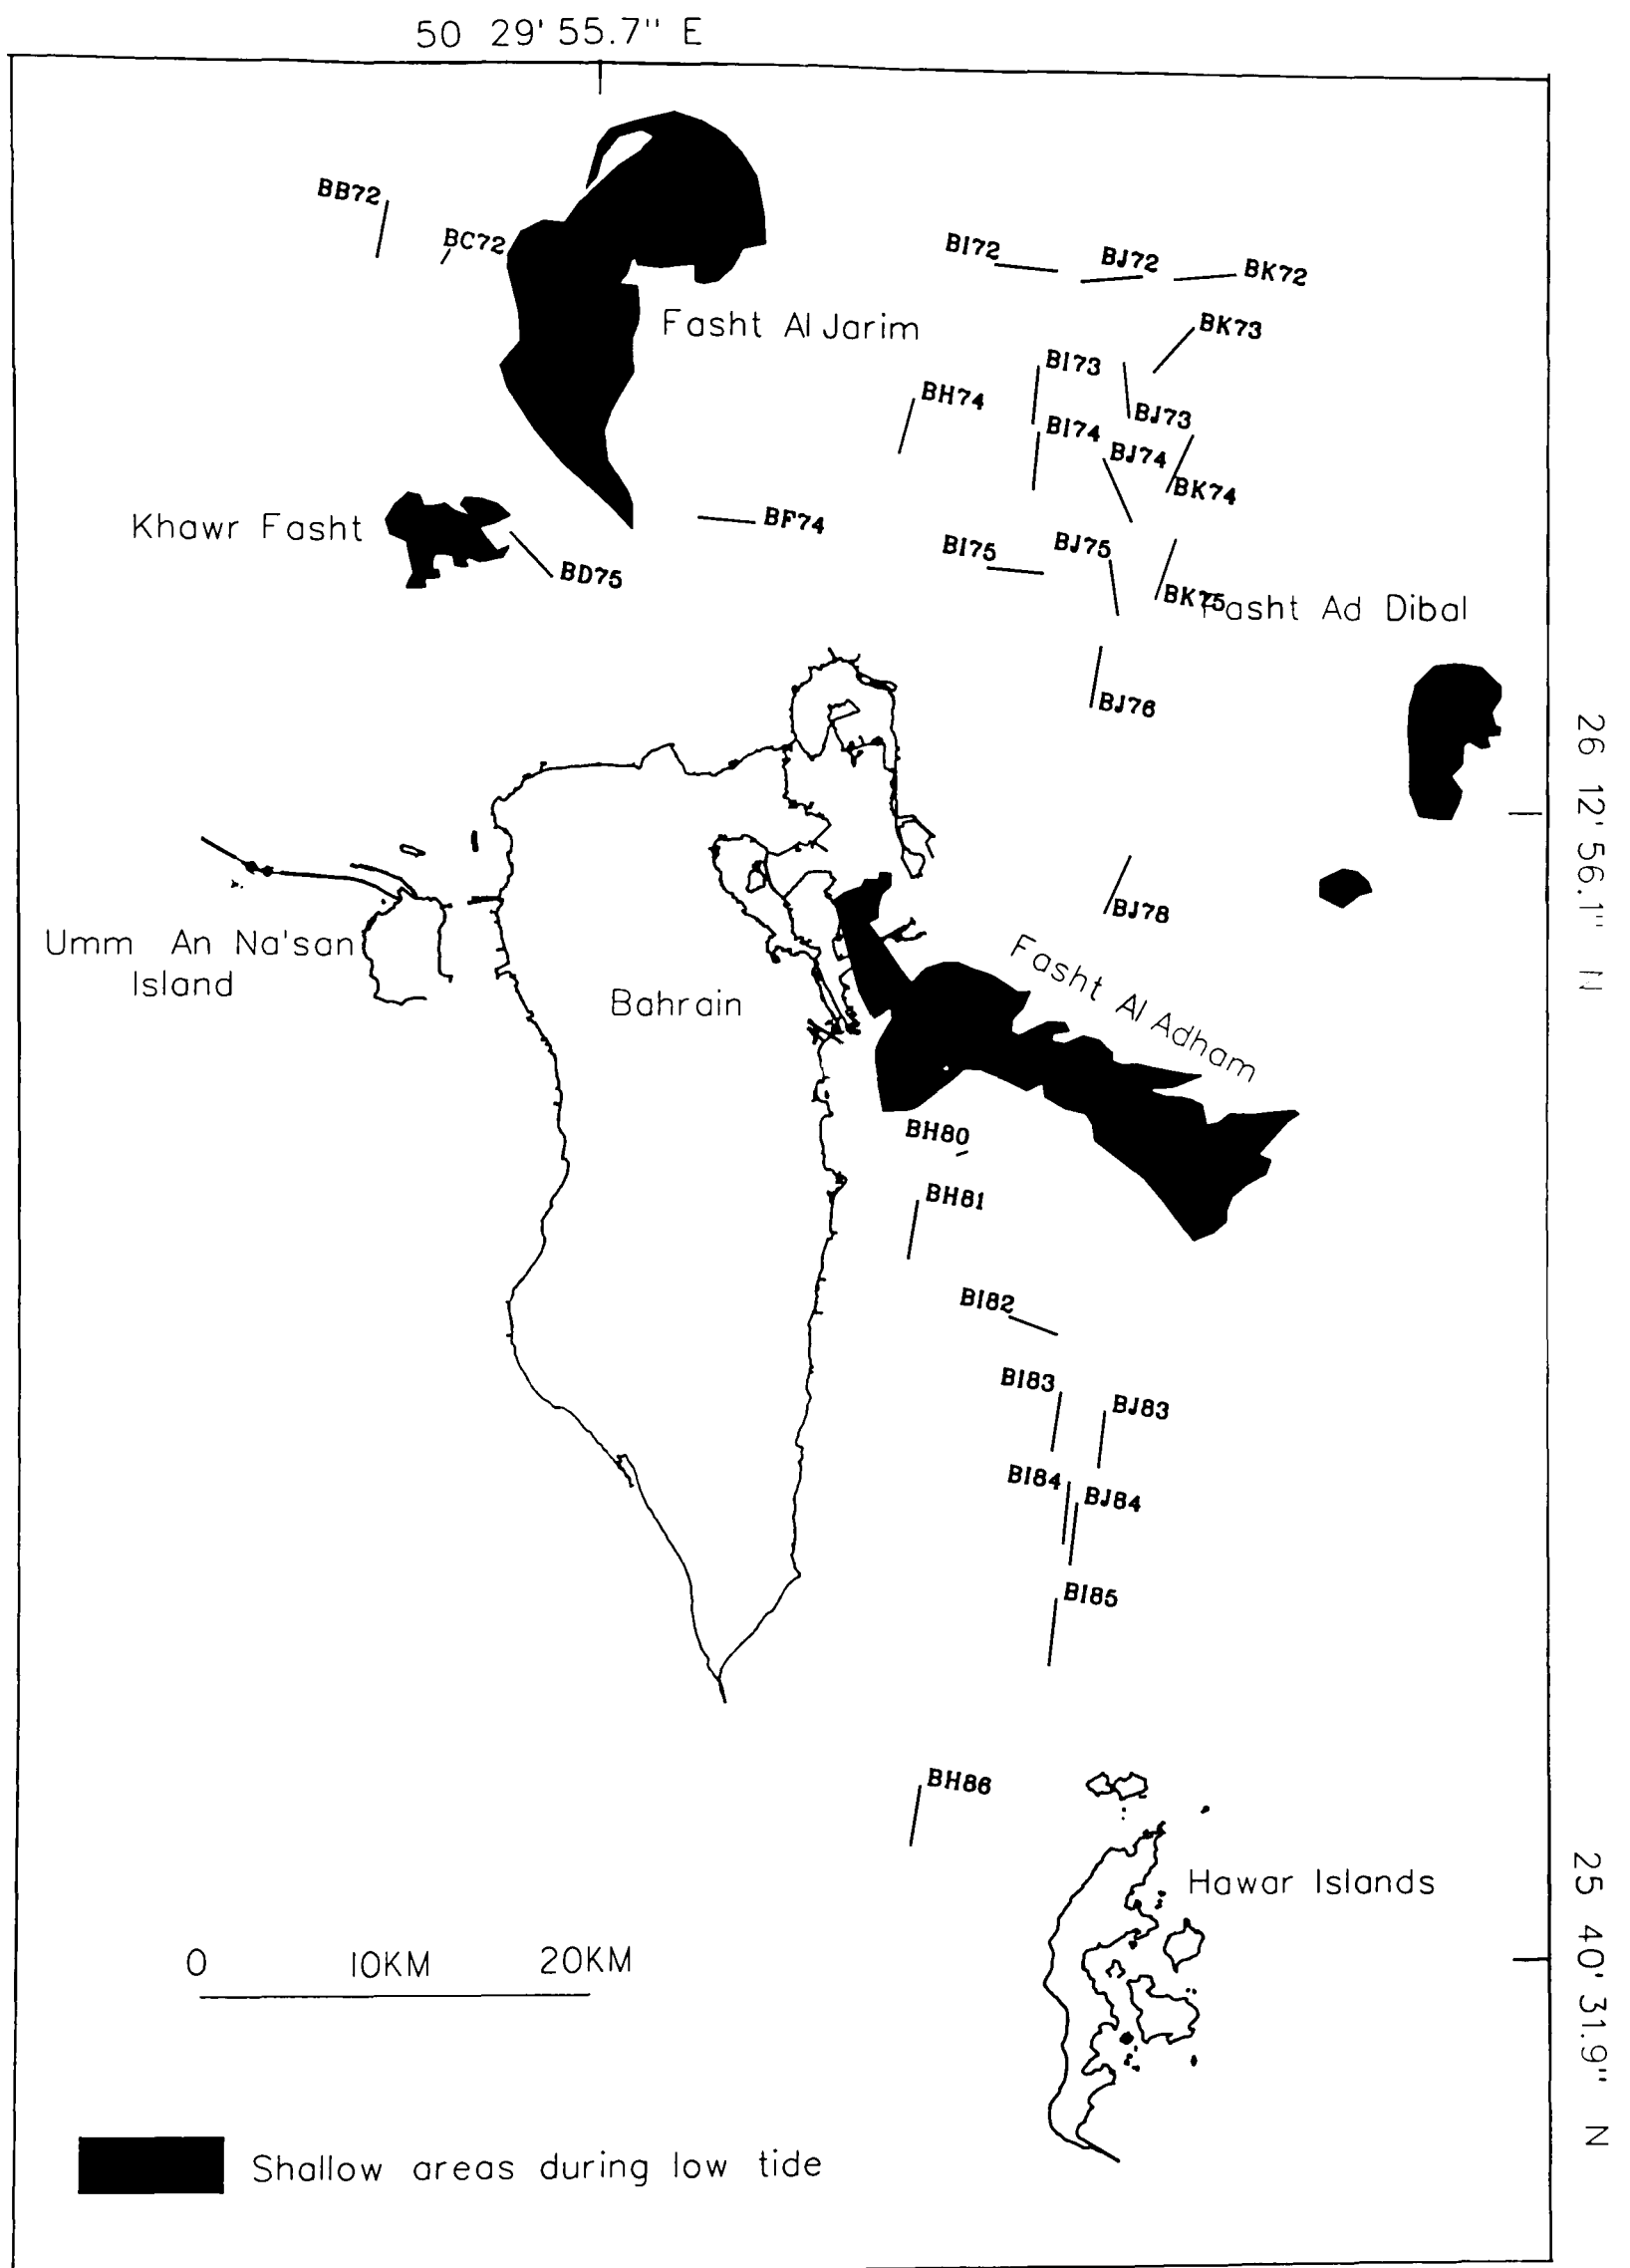 50 29' 55.7" E
BB72
BC72
BI72
BJ72
BK72
Fasht Al Jarim
BK73
BI73
BH74
BJ73
BI74
BJ74
BK74
Khawr Fasht
BF74
BI75
BJ75
BD75
BK75
Fasht Ad Dibal
BJ76
26 12' 56.1" N
BJ78
Umm An Na'san
Island
Bahrain
Fasht Al Adham
BH80
BH81
BI82
BI83
BJ83
BI84
BJ84
BI85
BH86
Hawar Islands
25 40' 31.9" N
0 10KM 20KM
Shallow areas during low tide